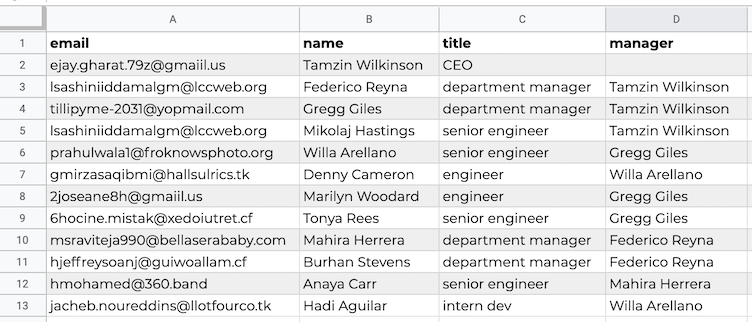 A B C D
1 email name title manager
2 ejay.gharat.79z@gmaiil.us Tamzin Wilkinson CEO
3 lsashiniiddamalgm@lccweb.org Federico Reyna department manager Tamzin Wilkinson
4 tillipyme-2031@yopmail.com Gregg Giles department manager Tamzin Wilkinson
5 lsashiniiddamalgm@lccweb.org Mikolaj Hastings senior engineer Tamzin Wilkinson
6 prahulwala1@froknowsphoto.org Willa Arellano senior engineer Gregg Giles
7 gmirzasaqibmi@hallsulrics.tk Denny Cameron engineer Willa Arellano
8 2joseane8h@gmaiil.us Marilyn Woodard engineer Gregg Giles
9 6hocine.mistak@xedoiutret.cf Tonya Rees senior engineer Gregg Giles
10 msraviteja990@bellaserababy.com Mahira Herrera department manager Federico Reyna
11 hjeffreysoanj@guiwoallam.cf Burhan Stevens department manager Federico Reyna
12 hmohamed@360.band Anaya Carr senior engineer Mahira Herrera
13 jacheb.noureddins@llotfourco.tk Hadi Aguilar intern dev Willa Arellano